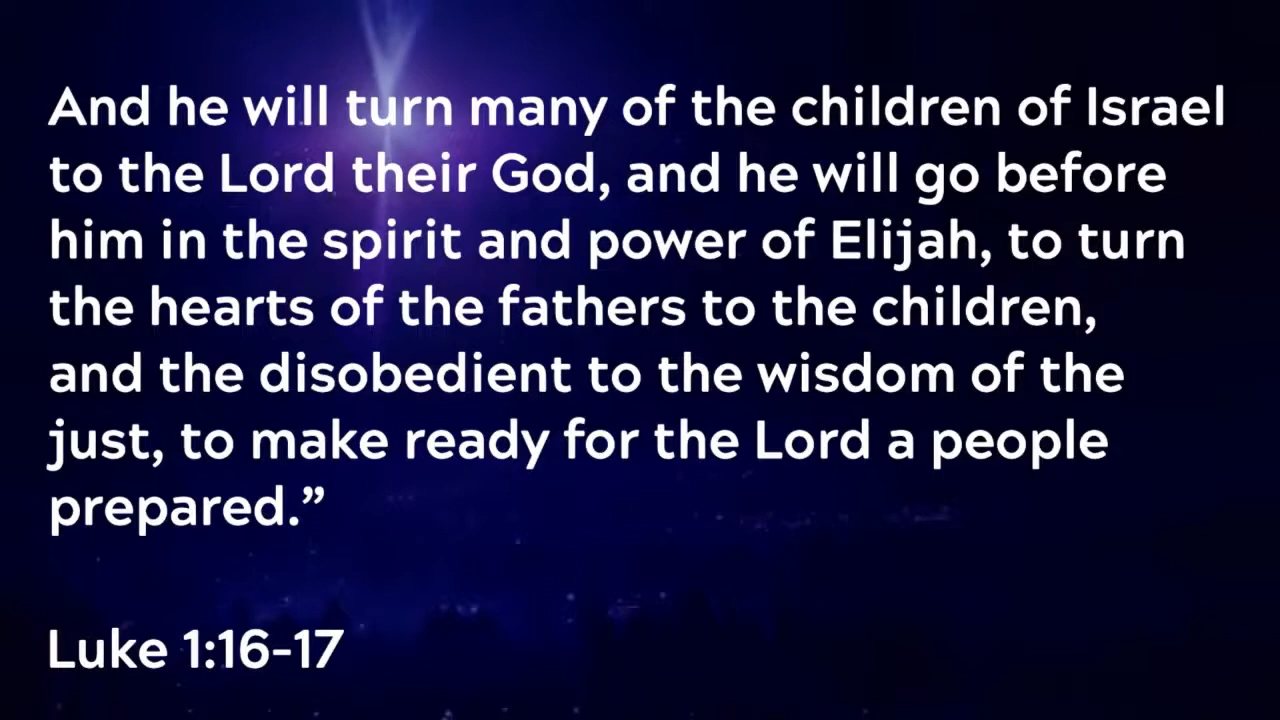 And he will turn many of the children of Israel
to the Lord their God, and he will go before
him in the spirit and power of Elijah, to turn
the hearts of the fathers to the children,
and the disobedient to the wisdom of the
just, to make ready for the Lord a people
prepared.”
Luke 1:16-17